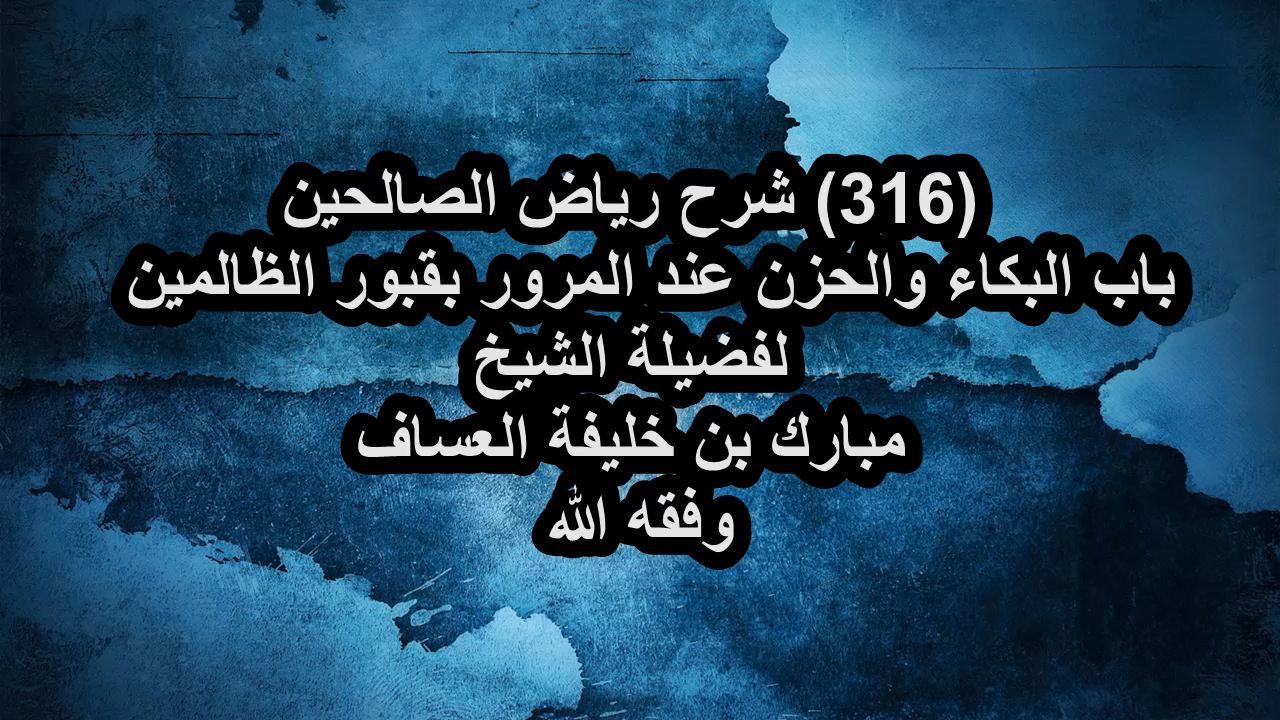 (316) شرح رياض الصالحين
باب البكاء والحزن عند المرور بقبور الظالمين
لفضيلة الشيخ
مبارك بن خليفة العساف
وفقه الله